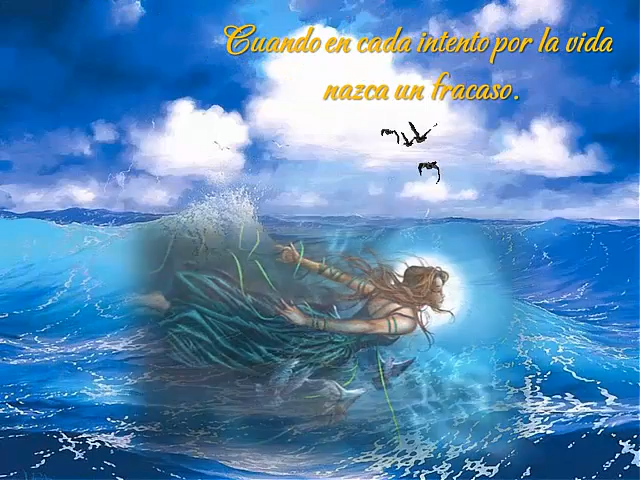 Cuando en cada intento por la vida
nazca un fracaso.